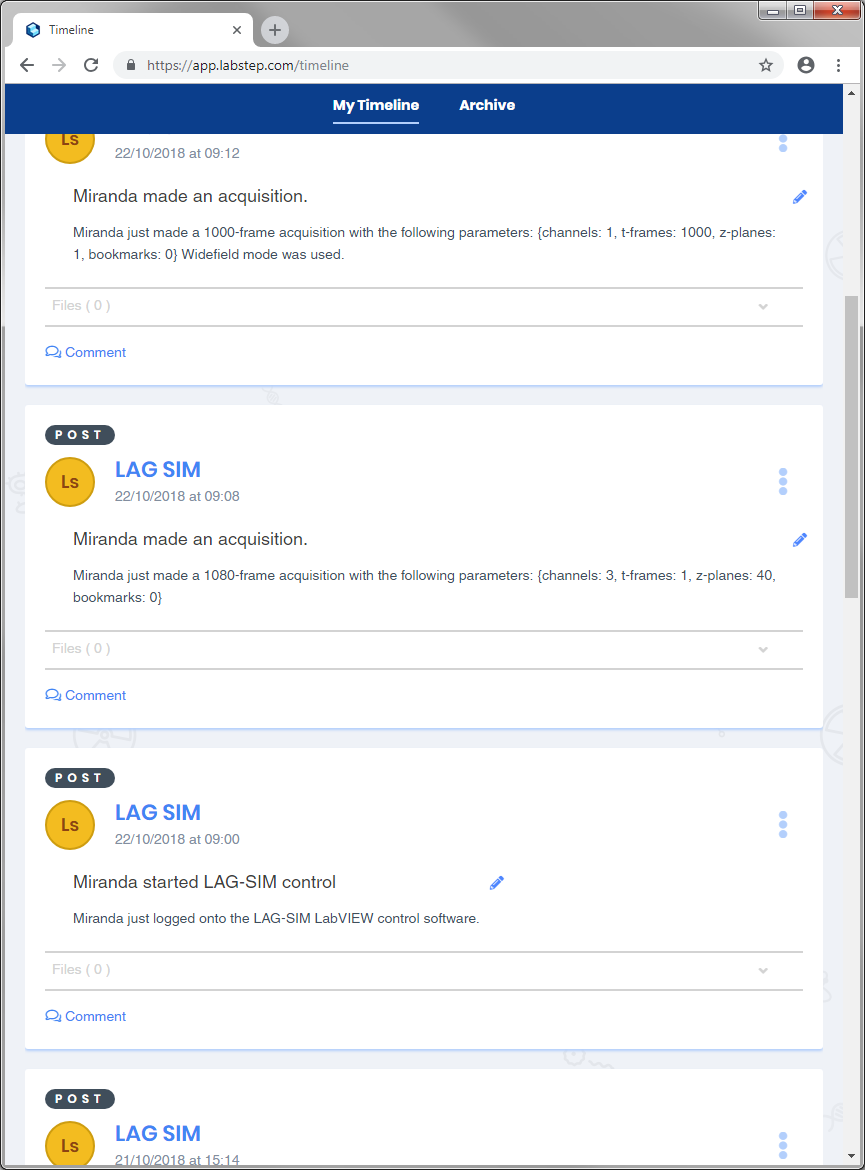 Timeline
https://app.labstep.com/timeline
My Timeline Archive
Ls
22/10/2018 at 09:12
Miranda made an acquisition.
Miranda just made a 1000-frame acquisition with the following parameters: {channels: 1, t-frames: 1000, z-planes:
1, bookmarks: 0} Widefield mode was used.
Files ( 0 )
Comment
POST
Ls
LAG SIM
22/10/2018 at 09:08
Miranda made an acquisition.
Miranda just made a 1080-frame acquisition with the following parameters: {channels: 3, t-frames: 1, z-planes: 40,
bookmarks: 0}
Files ( 0 )
Comment
POST
Ls
LAG SIM
22/10/2018 at 09:00
Miranda started LAG-SIM control
Miranda just logged onto the LAG-SIM LabVIEW control software.
Files ( 0 )
Comment
POST
Ls
LAG SIM
21/10/2018 at 15:14